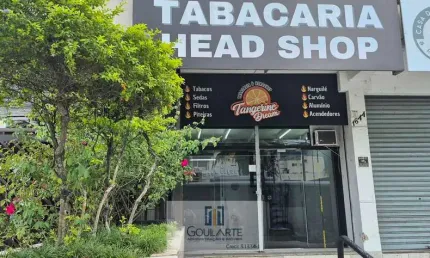 TABACARIA
HEAD SHOP
Tabacos
Sedas
Filtros
Piteiras
Tangerine
Dream
Narguilé
Carvão
Alumínio
Acendedores
GOULARTE